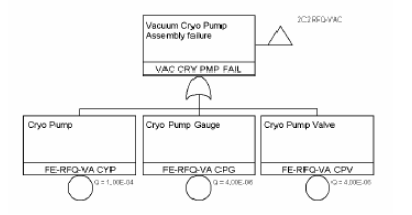 Vacuum Cryo Pump
Assembly failure
2C2RFQ-VAC
VAC CRY PMP FAIL
Cryo Pump
Cryo Pump Gauge
Cryo Pump Valve
FE-RFQ-VA CYIP
FE-RFQ-VA CPG
FE-RFQ-VA CPV
Q = 1,00E-04
Q = 4,00E-06
Q = 4,00E-06